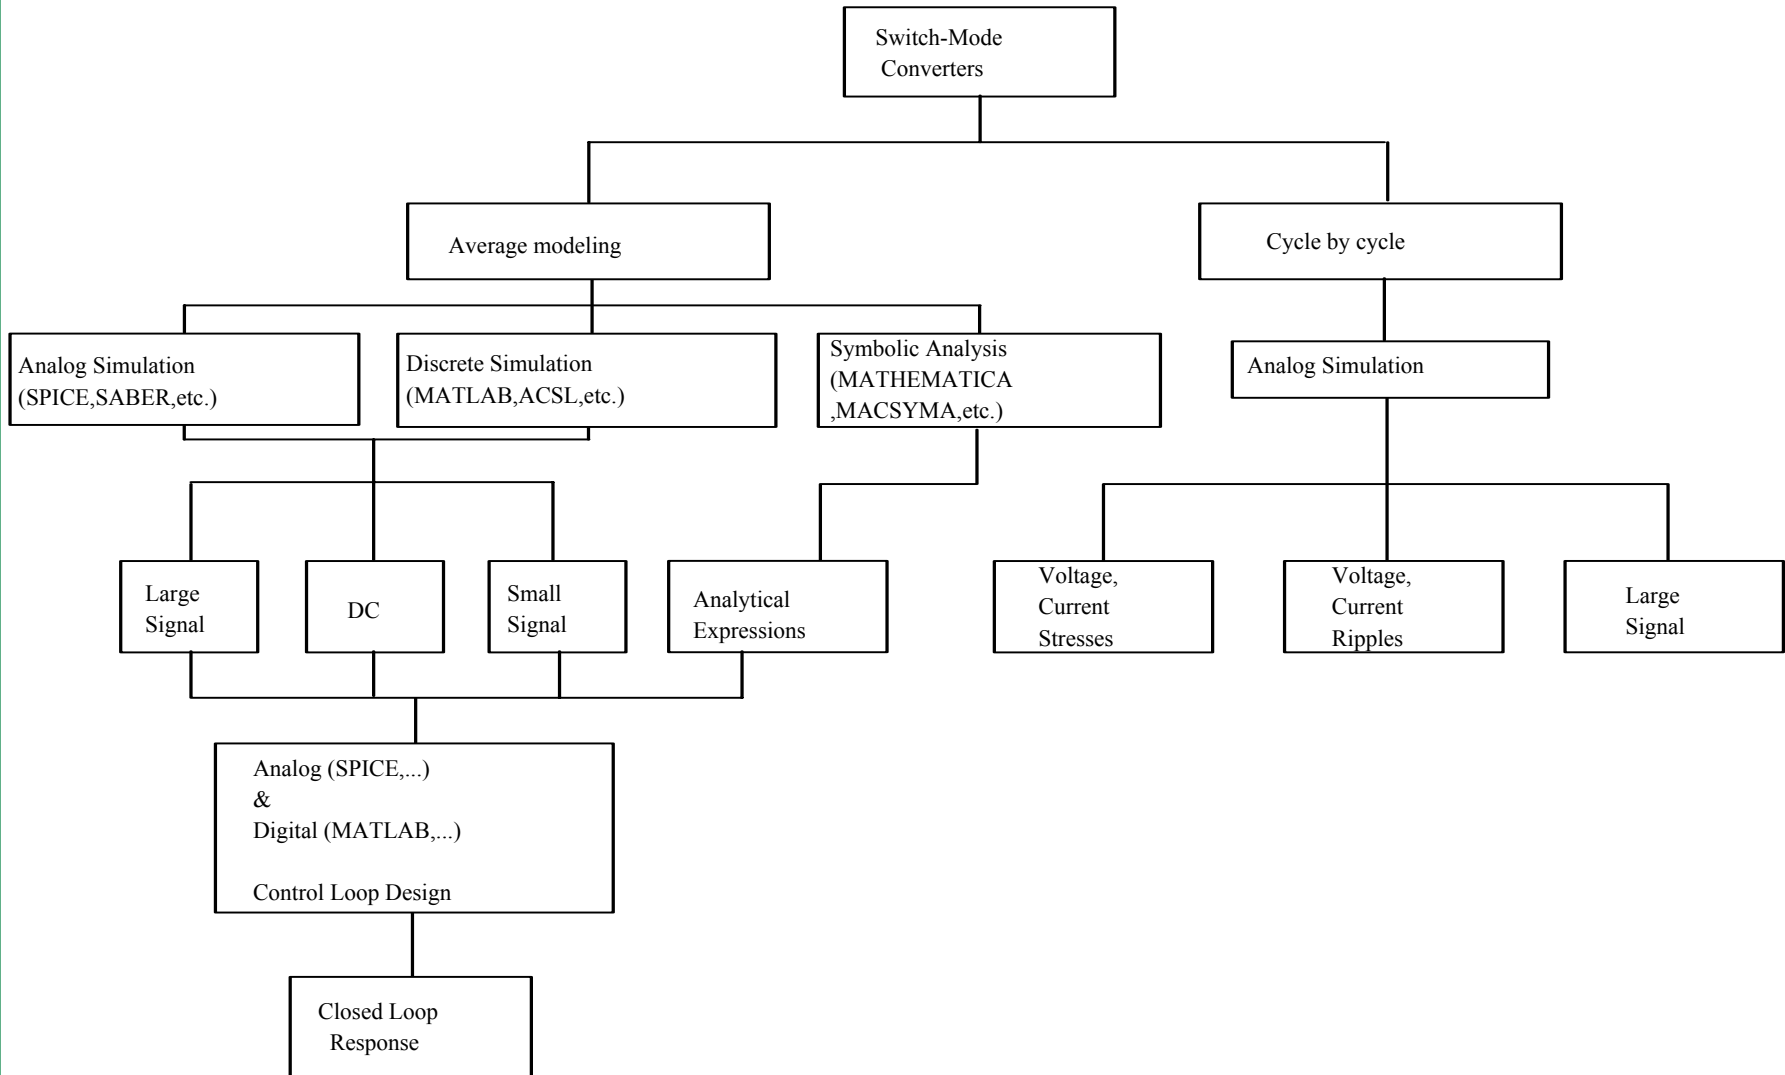 Switch-Mode
Converters
Average modeling
Cycle by cycle
Analog Simulation
(SPICE,SABER,etc.)
Discrete Simulation
(MATLAB,ACSL,etc.)
Symbolic Analysis
(MATHEMATICA
,MACSYMA,etc.)
Analog Simulation
Large
Signal
DC
Small
Signal
Analytical
Expressions
Voltage,
Current
Stresses
Voltage,
Current
Ripples
Large
Signal
Analog (SPICE,...)
&
Digital (MATLAB,...)
Control Loop Design
Closed Loop
Response